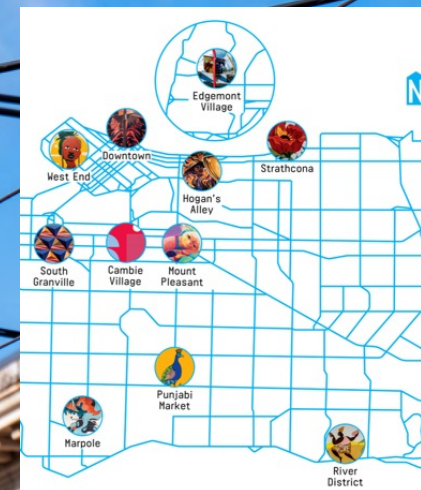 N
Edgemont
Village
Downtown
Strathcona
West End
Hogan's
Alley
South
Granville
Cambie
Village
Mount
Pleasant
Punjabi
Market
Marpole
River
District